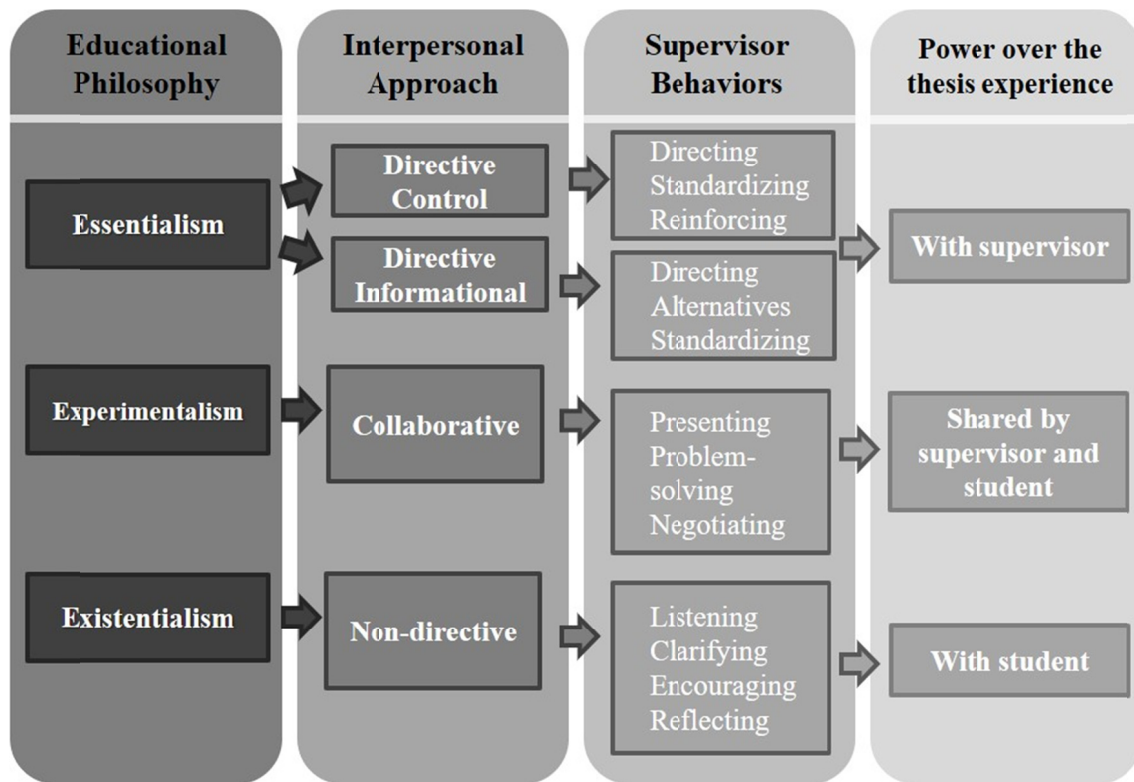 Educational
Philosophy
Interpersonal
Approach
Supervisor
Behaviors
Power over the
thesis experience
Essentialism
Directive
Control
Directing
Standardizing
Reinforcing
With supervisor
Directive
Informational
Directing
Alternatives
Standardizing
Experimentalism
Collaborative
Presenting
Problem-
solving
Negotiating
Shared by
supervisor and
student
Existentialism
Non-directive
Listening
Clarifying
Encouraging
Reflecting
With student